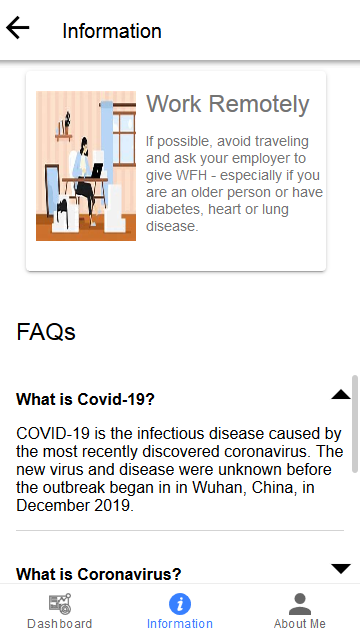 Information
Work Remotely
If possible, avoid traveling
and ask your employer to
give WFH - especially if you
are an older person or have
diabetes, heart or lung
disease.
FAQs
What is Covid-19?
COVID-19 is the infectious disease caused by
the most recently discovered coronavirus. The
new virus and disease were unknown before
the outbreak began in in Wuhan, China, in
December 2019.
What is Coronavirus?
Dashboard
Information
About Me